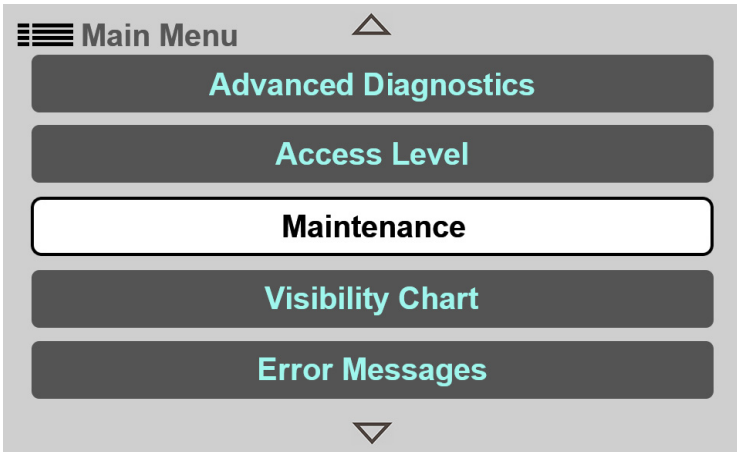 Main Menu
Advanced Diagnostics
Access Level
Maintenance
Visibility Chart
Error Messages